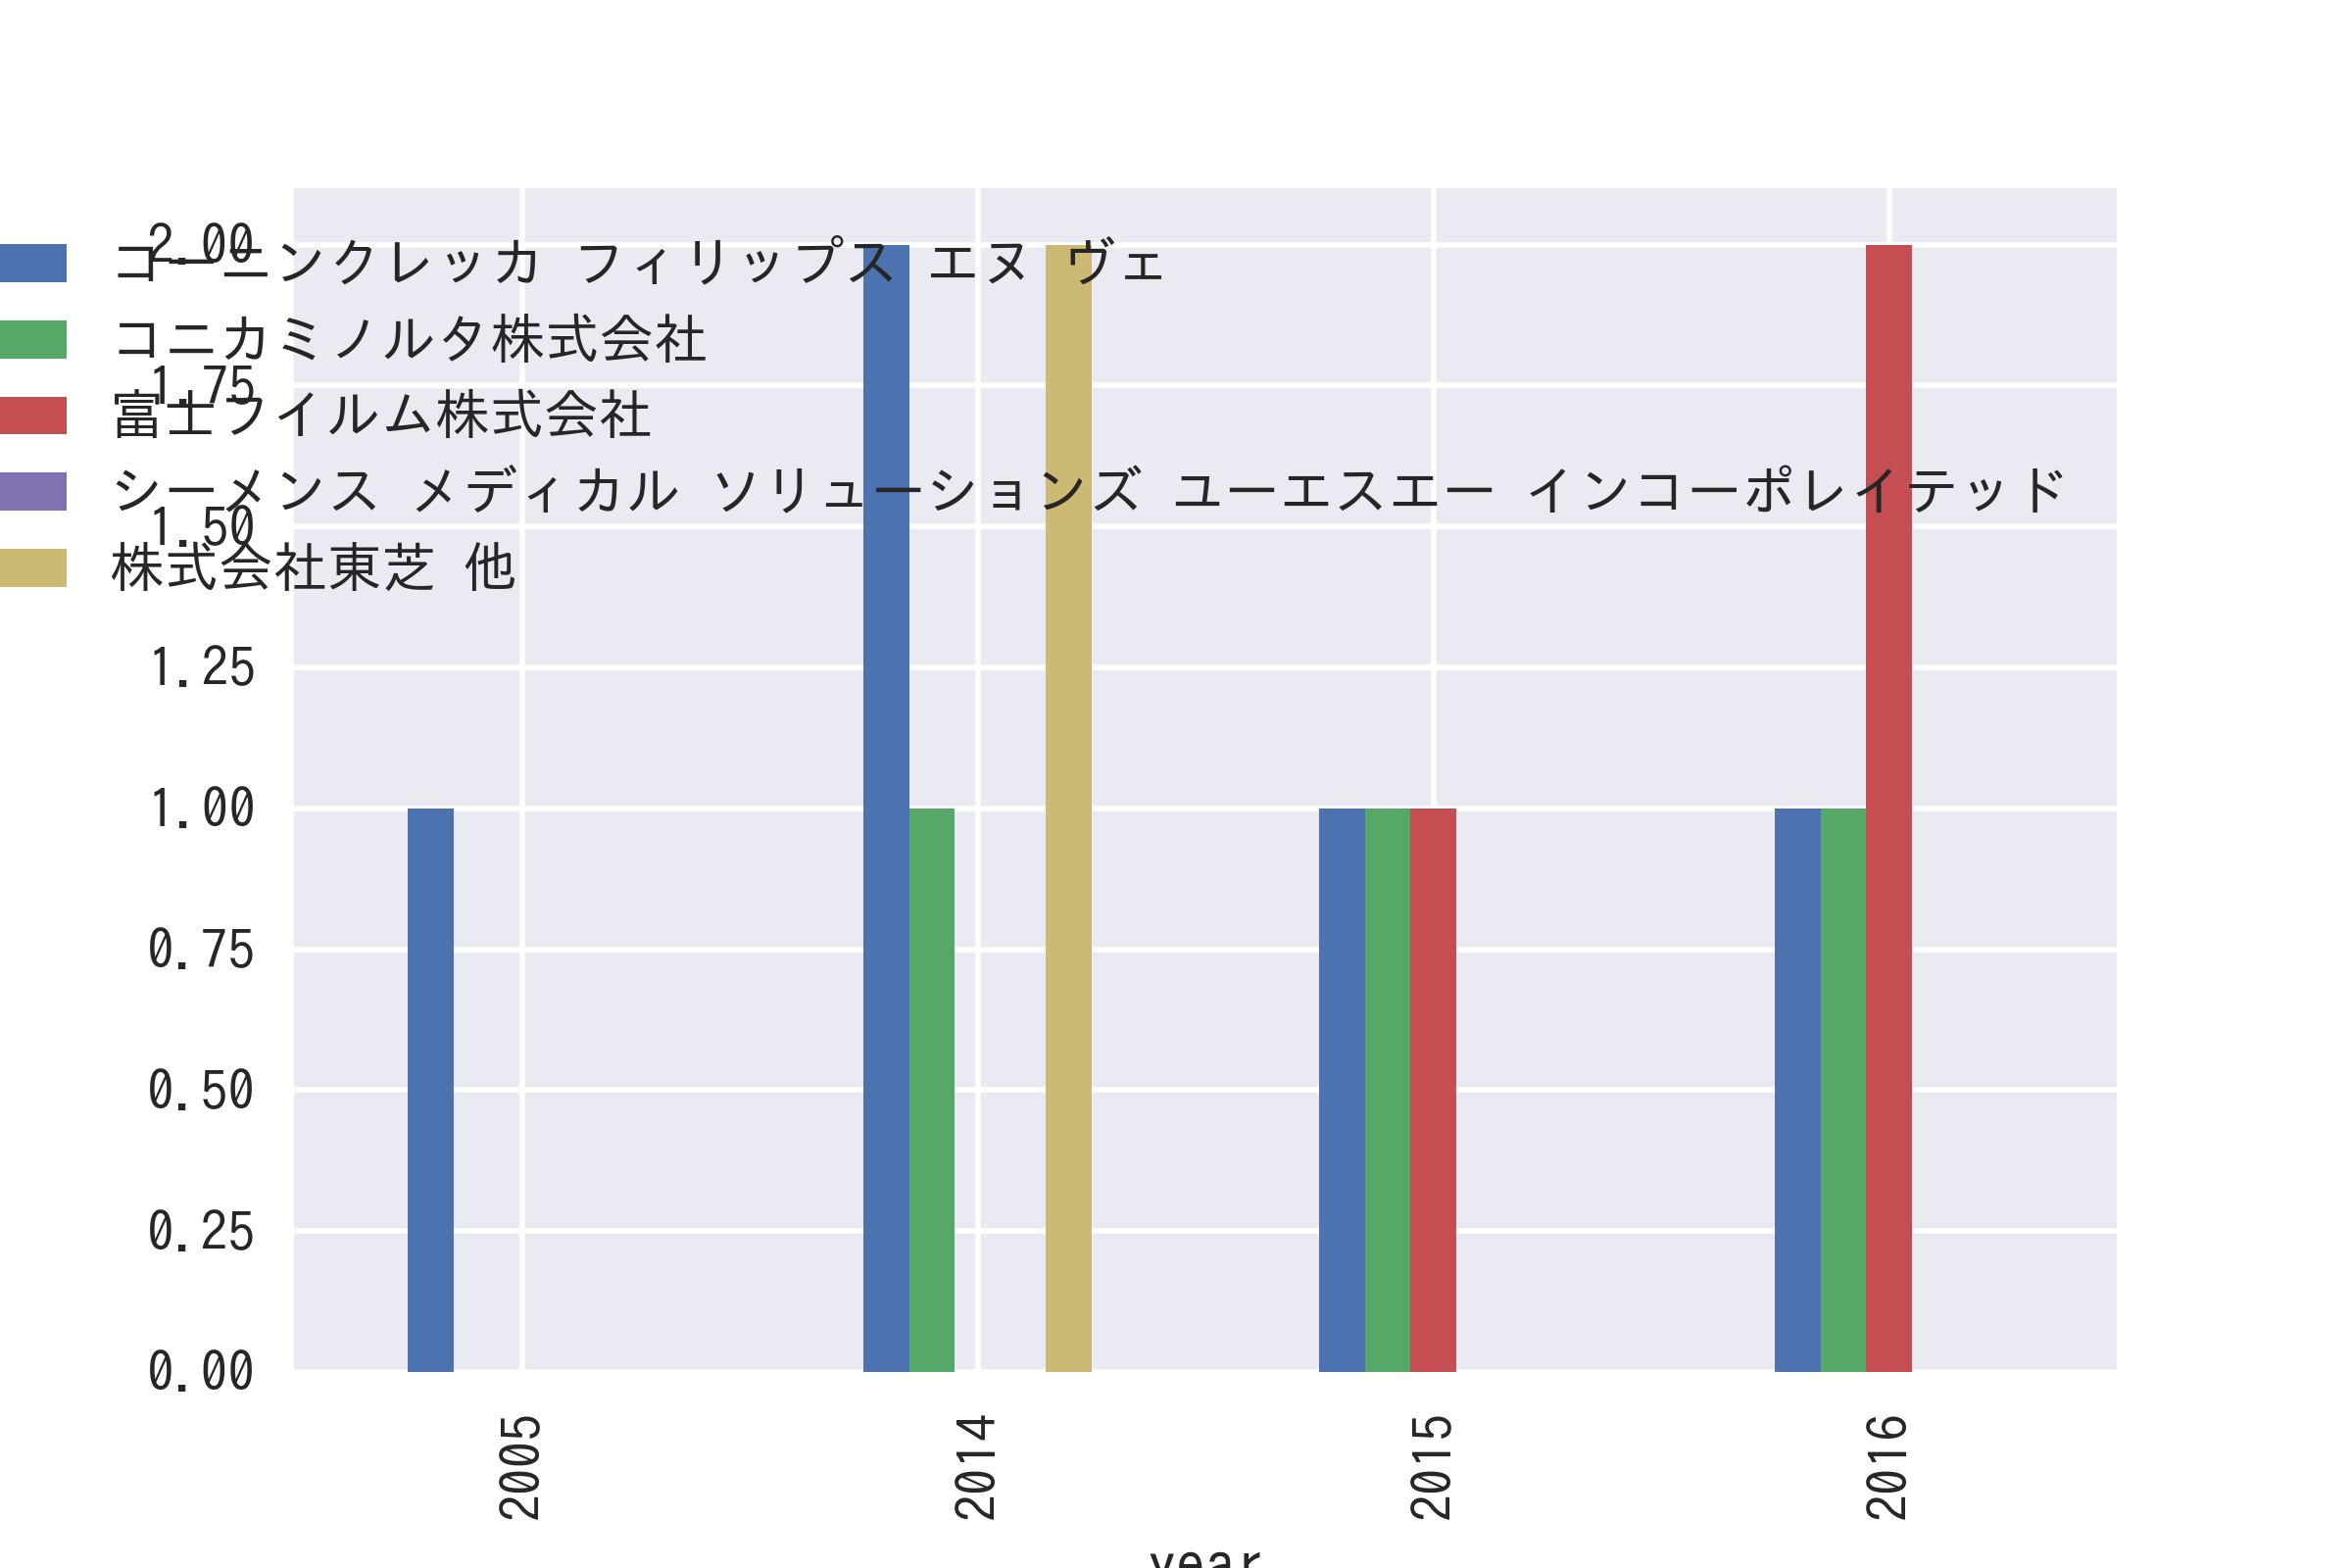 2.00
コーニンクレッカ フィリップス エヌ ヴェ
コニカミノルタ株式会社
1.75
富士フイルム株式会社
シーメンス メディカル ソリューションズ ユーエスエー インコーポレイテッド
1.50
株式会社東芝 他
1.25
1.00
0.75
0.50
0.25
0.00
2005
2014
2015
2016
year